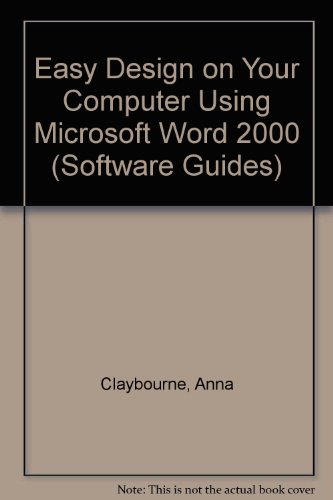 Easy Design on Your
Computer Using
Microsoft Word 2000
(Software Guides)
Claybourne, Anna
Note: This is not the actual book cover